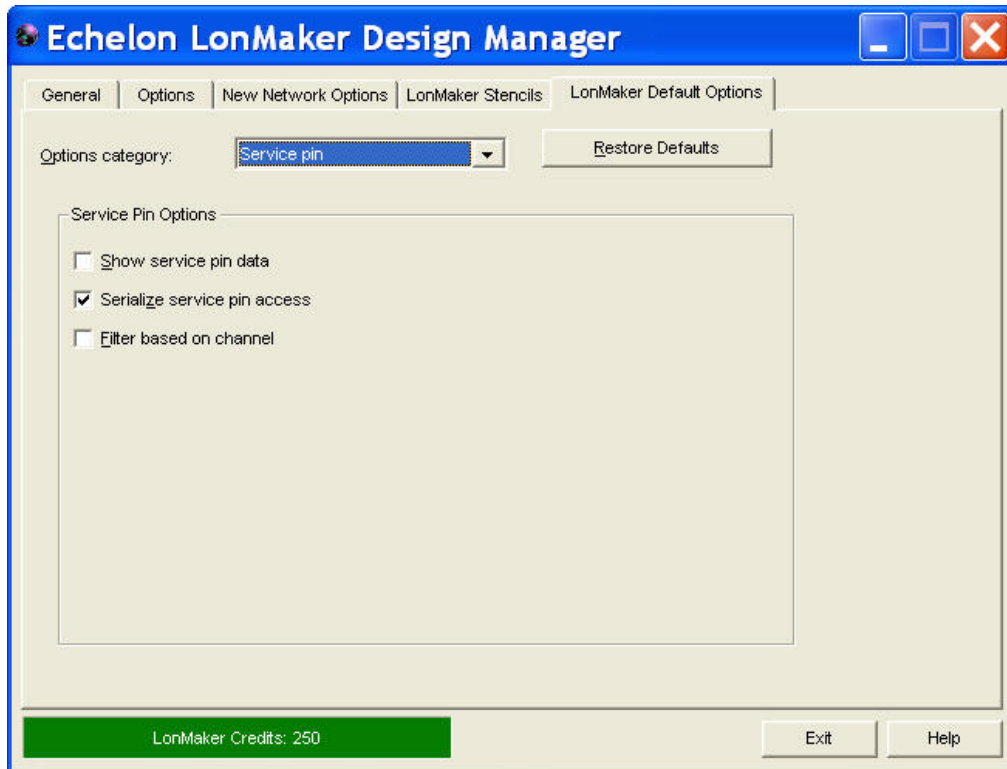 Echelon LonMaker Design Manager
General Options New Network Options LonMaker Stencils LonMaker Default Options
Options category: Service pin Restore Defaults
Service Pin Options
Show service pin data
Serialize service pin access
Filter based on channel
LonMaker Credits: 250 Exit Help